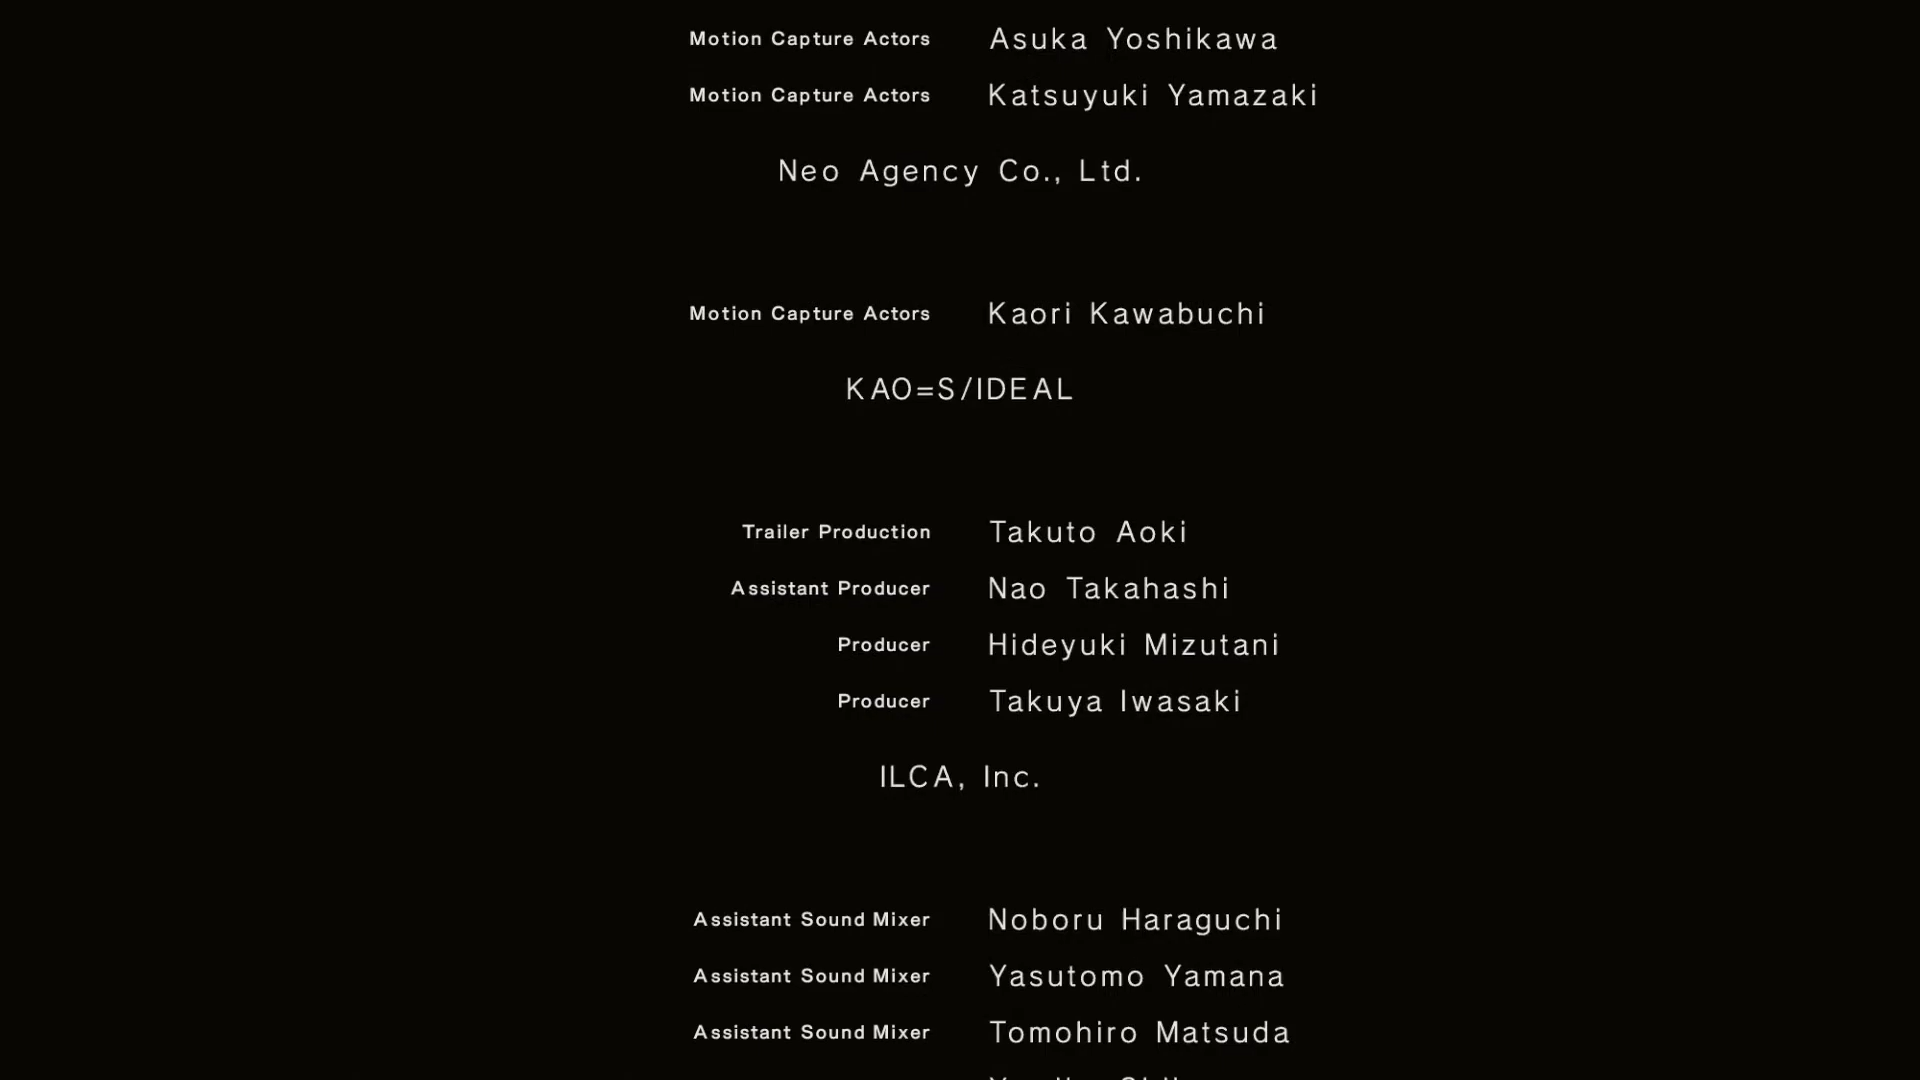 Motion Capture Actors Asuka Yoshikawa
Motion Capture Actors Katsuyuki Yamazaki
Neo Agency Co., Ltd.
Motion Capture Actors Kaori Kawabuchi
KAO=S/IDEAL
Trailer Production Takuto Aoki
Assistant Producer Nao Takahashi
Producer Hideyuki Mizutani
Producer Takuya Iwasaki
ILCA, Inc.
Assistant Sound Mixer Noboru Haraguchi
Assistant Sound Mixer Yasutomo Yamana
Assistant Sound Mixer Tomohiro Matsuda